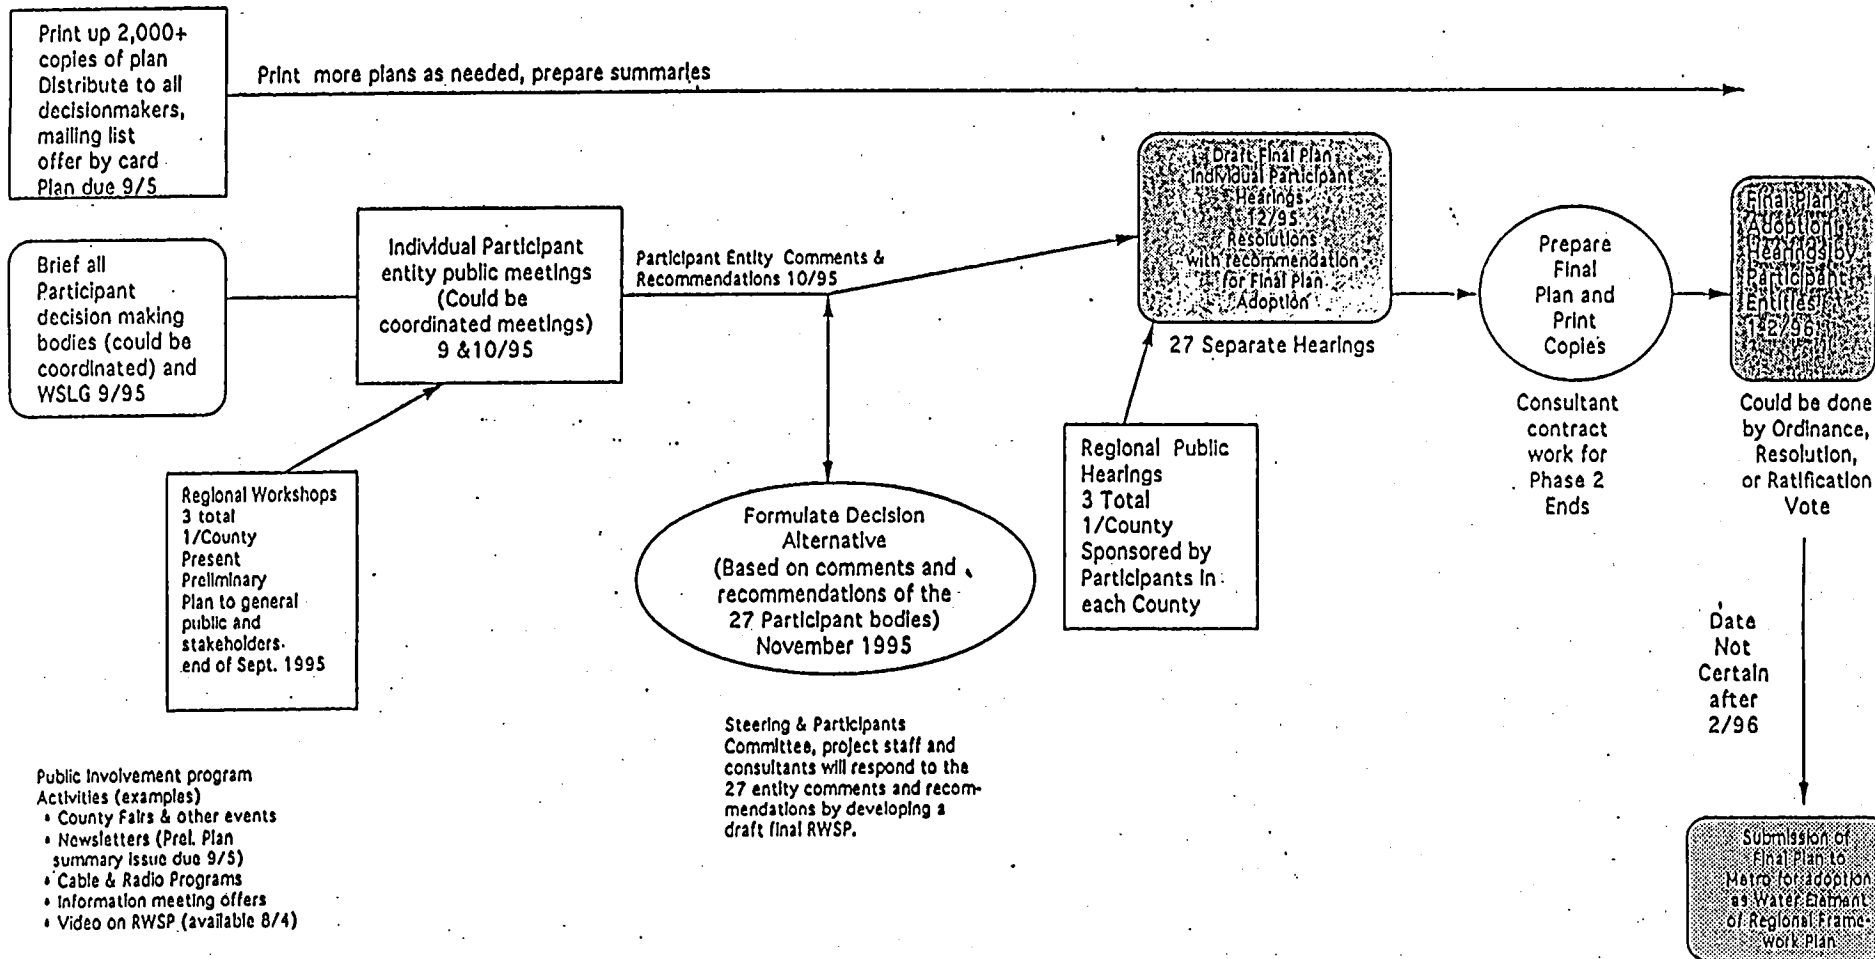 Print up 2,000+
copies of plan
Distribute to all
decisionmakers,
mailing list
offer by card
Plan due 9/5
Print more plans as needed, prepare summaries
Brief all
Participant
decision making
bodies (could be
coordinated) and
WSLG 9/95
Individual Participant
entity public meetings
(Could be
coordinated meetings)
9 &10/95
Participant Entity Comments &
Recommendations 10/95
Draft Final Plan
Individual Participant
Hearings
12/95
Resolutions
with recommendation
for Final Plan
Adoption
27 Separate Hearings
Prepare
Final
Plan and
Print
Copies
Consultant
contract
work for
Phase 2
Ends
Final Plan
Adoption
Hearings by
Participant
Entities
1-2/96
Could be done
by Ordinance,
Resolution,
or Ratification
Vote
Regional Workshops
3 total
1/County
Present
Preliminary
Plan to general
public and
stakeholders
end of Sept. 1995
Formulate Decision
Alternative
(Based on comments and
recommendations of the
27 Participant bodies)
November 1995
Regional Public
Hearings
3 Total
1/County
Sponsored by
Participants in
each County
Date
Not
Certain
after
2/96
Steering & Participants
Committee, project staff and
consultants will respond to the
27 entity comments and recom-
mendations by developing a
draft final RWSP.
Public Involvement program
Activities (examples)
• County Fairs & other events
• Newsletters (Prel. Plan
summary issue due 9/5)
• Cable & Radio Programs
• Information meeting offers
• Video on RWSP (available 8/4)
Submission of
Final Plan to
Metro for adoption
as Water Element
of Regional Frame-
work Plan